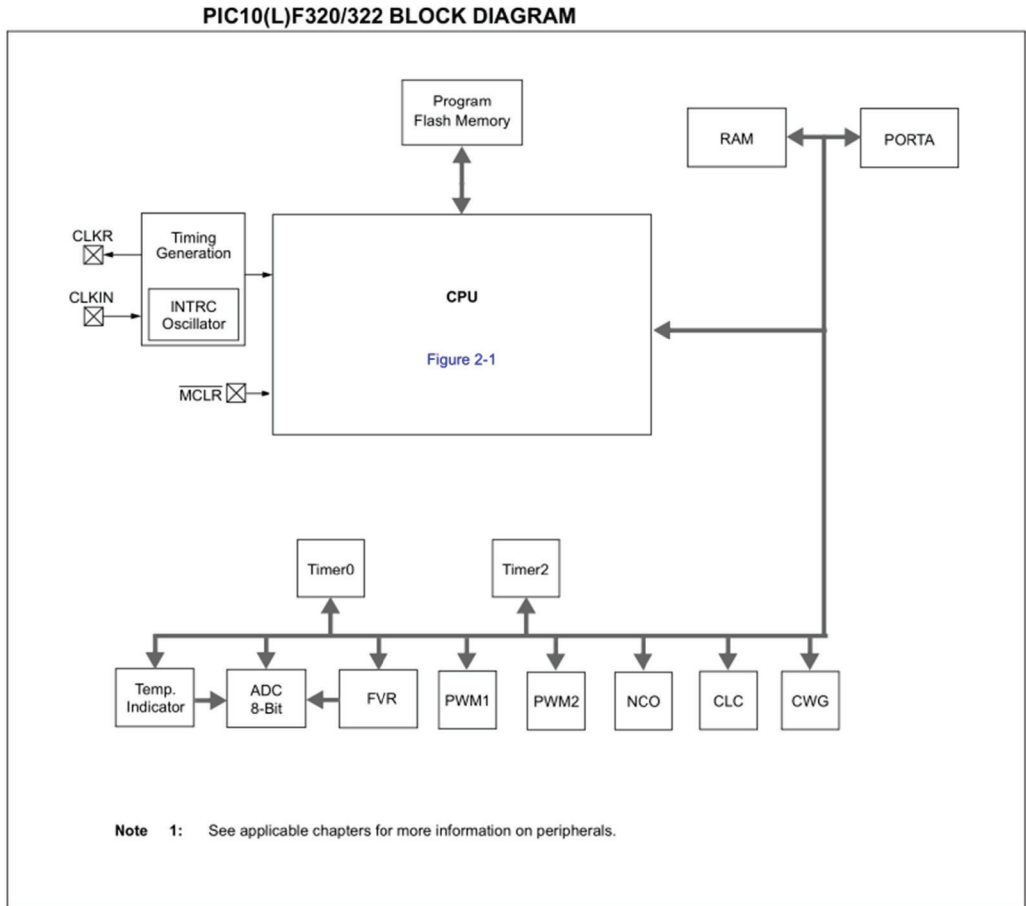 PIC10(L)F320/322 BLOCK DIAGRAM
Program
Flash Memory
RAM
PORTA
CLKR
Timing
Generation
CLKIN
INTRC
Oscillator
CPU
Figure 2-1
MCLR
Timer0
Timer2
Temp.
Indicator
ADC
8-Bit
FVR
PWM1
PWM2
NCO
CLC
CWG
Note 1: See applicable chapters for more information on peripherals.